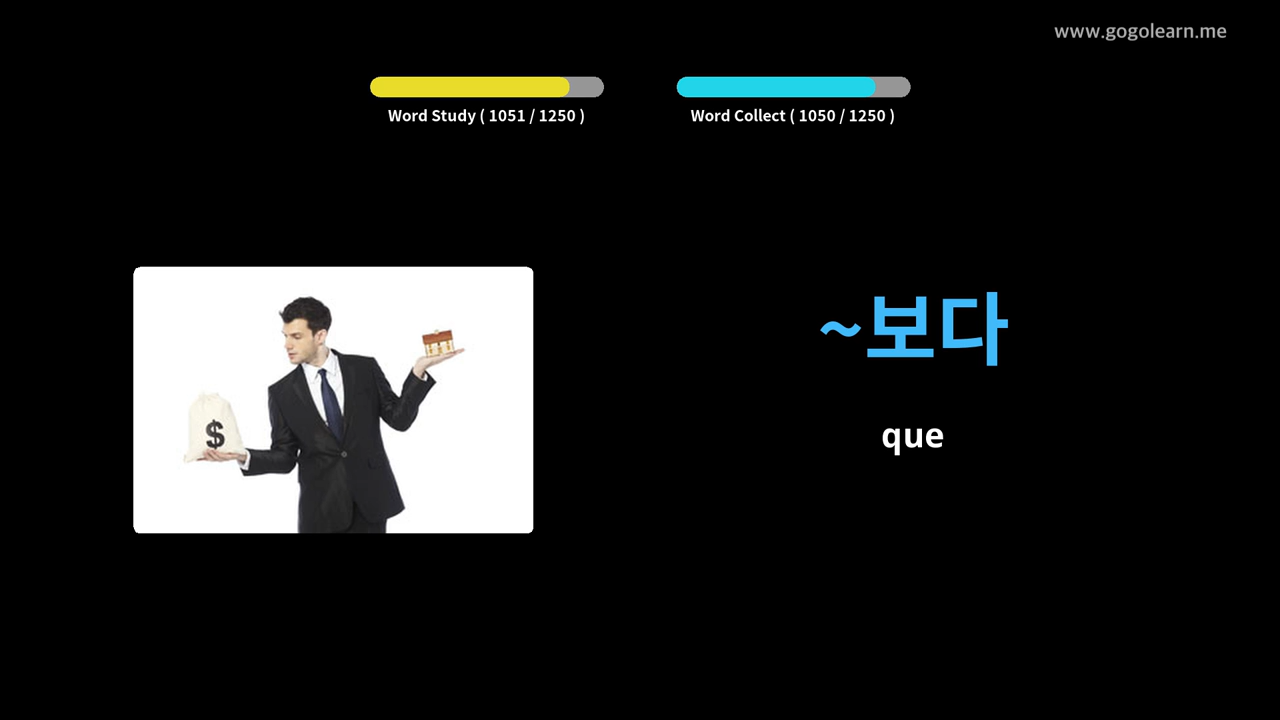 www.gogolearn.me
Word Study ( 1051 / 1250 )
Word Collect ( 1050 / 1250 )
$
~보다
que